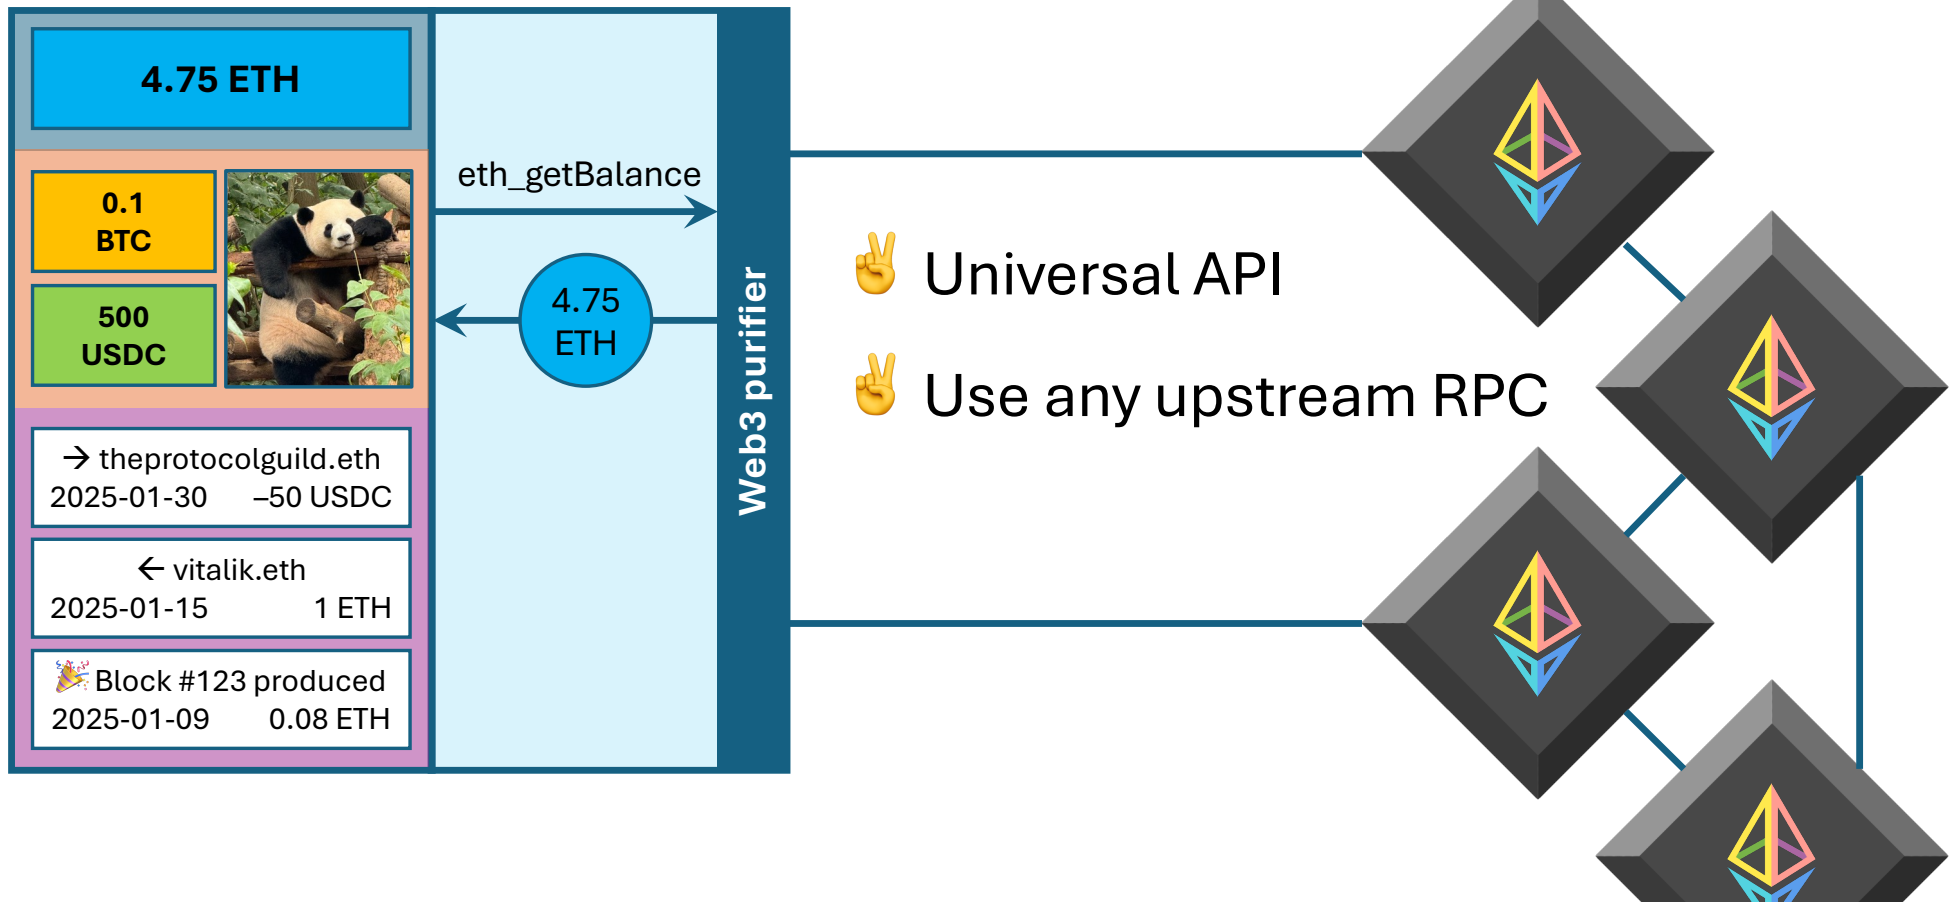 4.75 ETH
0.1
BTC
500
USDC
→ theprotocolguild.eth
2025-01-30 –50 USDC
← vitalik.eth
2025-01-15 1 ETH
🎉 Block #123 produced
2025-01-09 0.08 ETH
eth_getBalance
4.75
ETH
Web3 purifier
✌ Universal API
✌ Use any upstream RPC